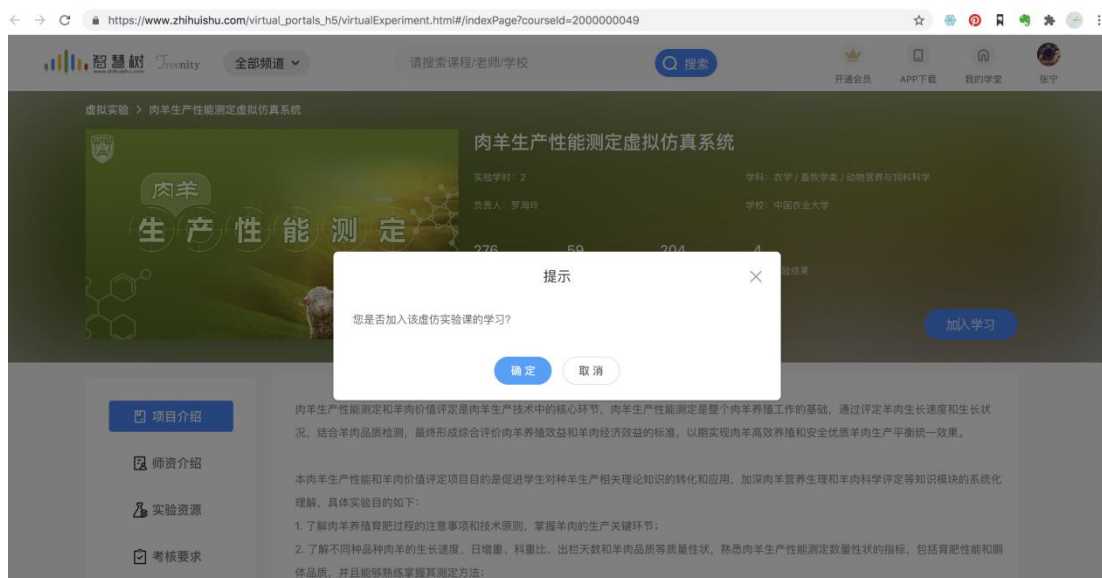 https://www.zhihuishu.com/virtual_portals_h5/virtualExperiment.html#/indexPage?courseId=2000000049
智慧树 Treenity 全部频道 请搜索课程/老师/学校 搜索 开通会员 APP下载 我的学堂 张宁
www.zhihuishu.com
虚拟实验 > 肉羊生产性能测定虚拟仿真系统
肉羊
生产性能测定
肉羊生产性能测定虚拟仿真系统
实验学时：2 学科：农学 / 畜牧学类 / 动物营养与饲料科学
负责人：罗海玲 学校：中国农业大学
276 59 204 4
验结果
加入学习
提示
您是否加入该虚仿实验课的学习?
确定 取消
项目介绍
师资介绍
实验资源
考核要求
肉羊生产性能测定和羊肉价值评定是肉羊生产技术中的核心环节，肉羊生产性能测定是整个肉羊养殖工作的基础，通过评定羊肉生长速度和生长状
况，结合羊肉品质检测，最终形成综合评价肉羊养殖效益和羊肉经济效益的标准，以期实现肉羊高效养殖和安全优质羊肉生产平衡统一效果。
本肉羊生产性能和羊肉价值评定项目目的是促进学生对种羊生产相关理论知识的转化和应用，加深肉羊营养生理和羊肉科学评定等知识模块的系统化
理解，具体实验目的如下：
1. 了解肉羊养殖育肥过程的注意事项和技术原则，掌握羊肉的生产关键环节；
2. 了解不同种品种肉羊的生长速度、日增重、料重比、出栏天数和羊肉品质等质量性状，熟悉肉羊生产性能测定数量性状的指标，包括育肥性能和胴
体品质，并且能够熟练掌握其测定方法；